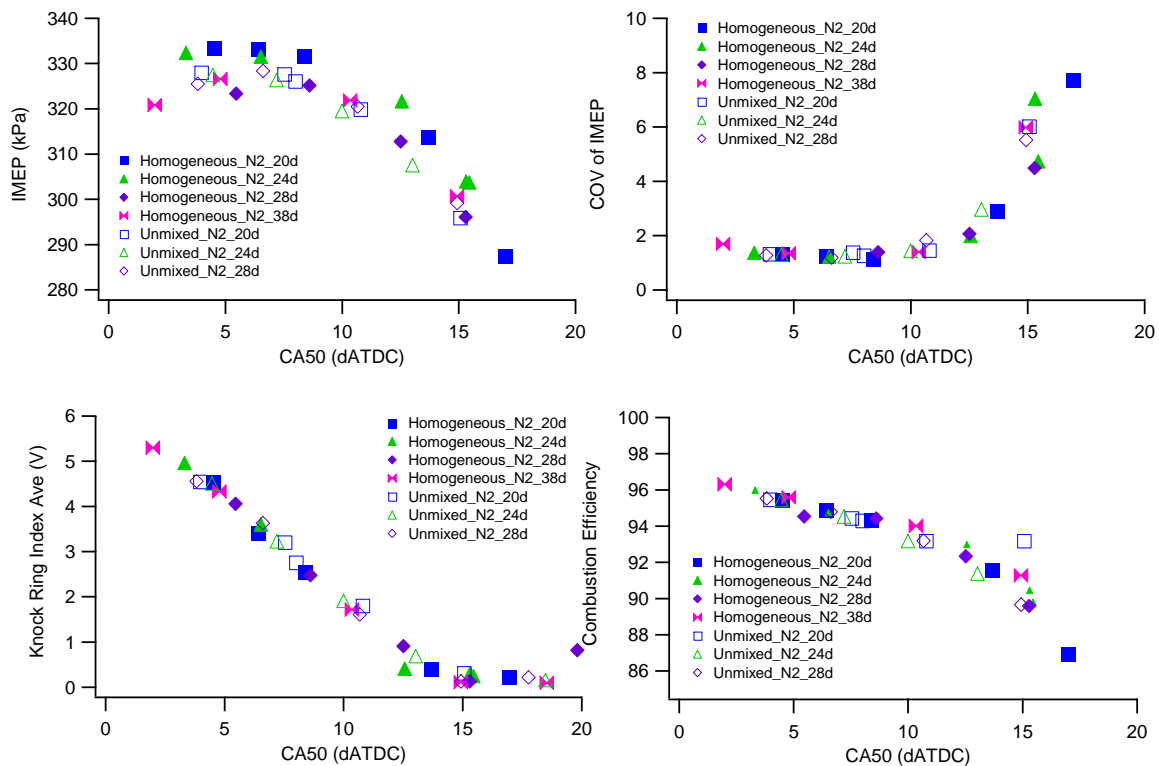 IMEP (kPa)
340
330
320
310
300
290
280
Homogeneous_N2_20d
Homogeneous_N2_24d
Homogeneous_N2_28d
Homogeneous_N2_38d
Unmixed_N2_20d
Unmixed_N2_24d
Unmixed_N2_28d
0 5 10 15 20
CA50 (dATDC)
COV of IMEP
10
8
6
4
2
0
Homogeneous_N2_20d
Homogeneous_N2_24d
Homogeneous_N2_28d
Homogeneous_N2_38d
Unmixed_N2_20d
Unmixed_N2_24d
Unmixed_N2_28d
0 5 10 15 20
CA50 (dATDC)
Knock Ring Index Ave (V)
6
5
4
3
2
1
0
Homogeneous_N2_20d
Homogeneous_N2_24d
Homogeneous_N2_28d
Homogeneous_N2_38d
Unmixed_N2_20d
Unmixed_N2_24d
Unmixed_N2_28d
0 5 10 15 20
CA50 (dATDC)
Combustion Efficiency
100
98
96
94
92
90
88
86
Homogeneous_N2_20d
Homogeneous_N2_24d
Homogeneous_N2_28d
Homogeneous_N2_38d
Unmixed_N2_20d
Unmixed_N2_24d
Unmixed_N2_28d
0 5 10 15 20
CA50 (dATDC)